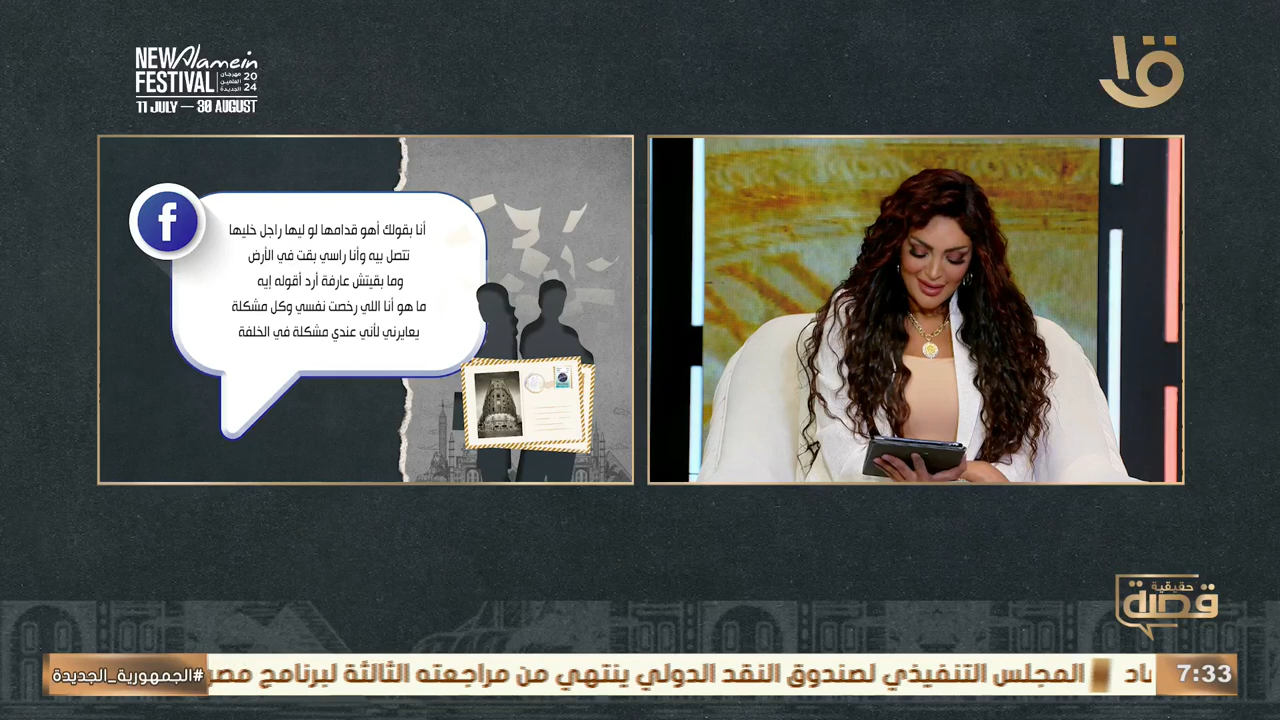 NEW Alamein
FESTIVAL
مهرجان
العلمين
الجديدة
20
24
11 JULY — 30 AUGUST
f
أنا بقولك أهو قدامها لو ليها راجل خليها
تتصل بيه وأنا راسي بقت في الأرض
وما بقيتش عارفة أرد أقوله إيه
ما هو أنا اللي رخصت نفسي وكل مشكلة
يعايرني لأني عندي مشكلة في الخلفة
قصة
حقيقية
باد
المجلس التنفيذي لصندوق النقد الدولي ينتهي من مراجعته الثالثة لبرنامج مصر
#الجمهورية_الجديدة
7:33